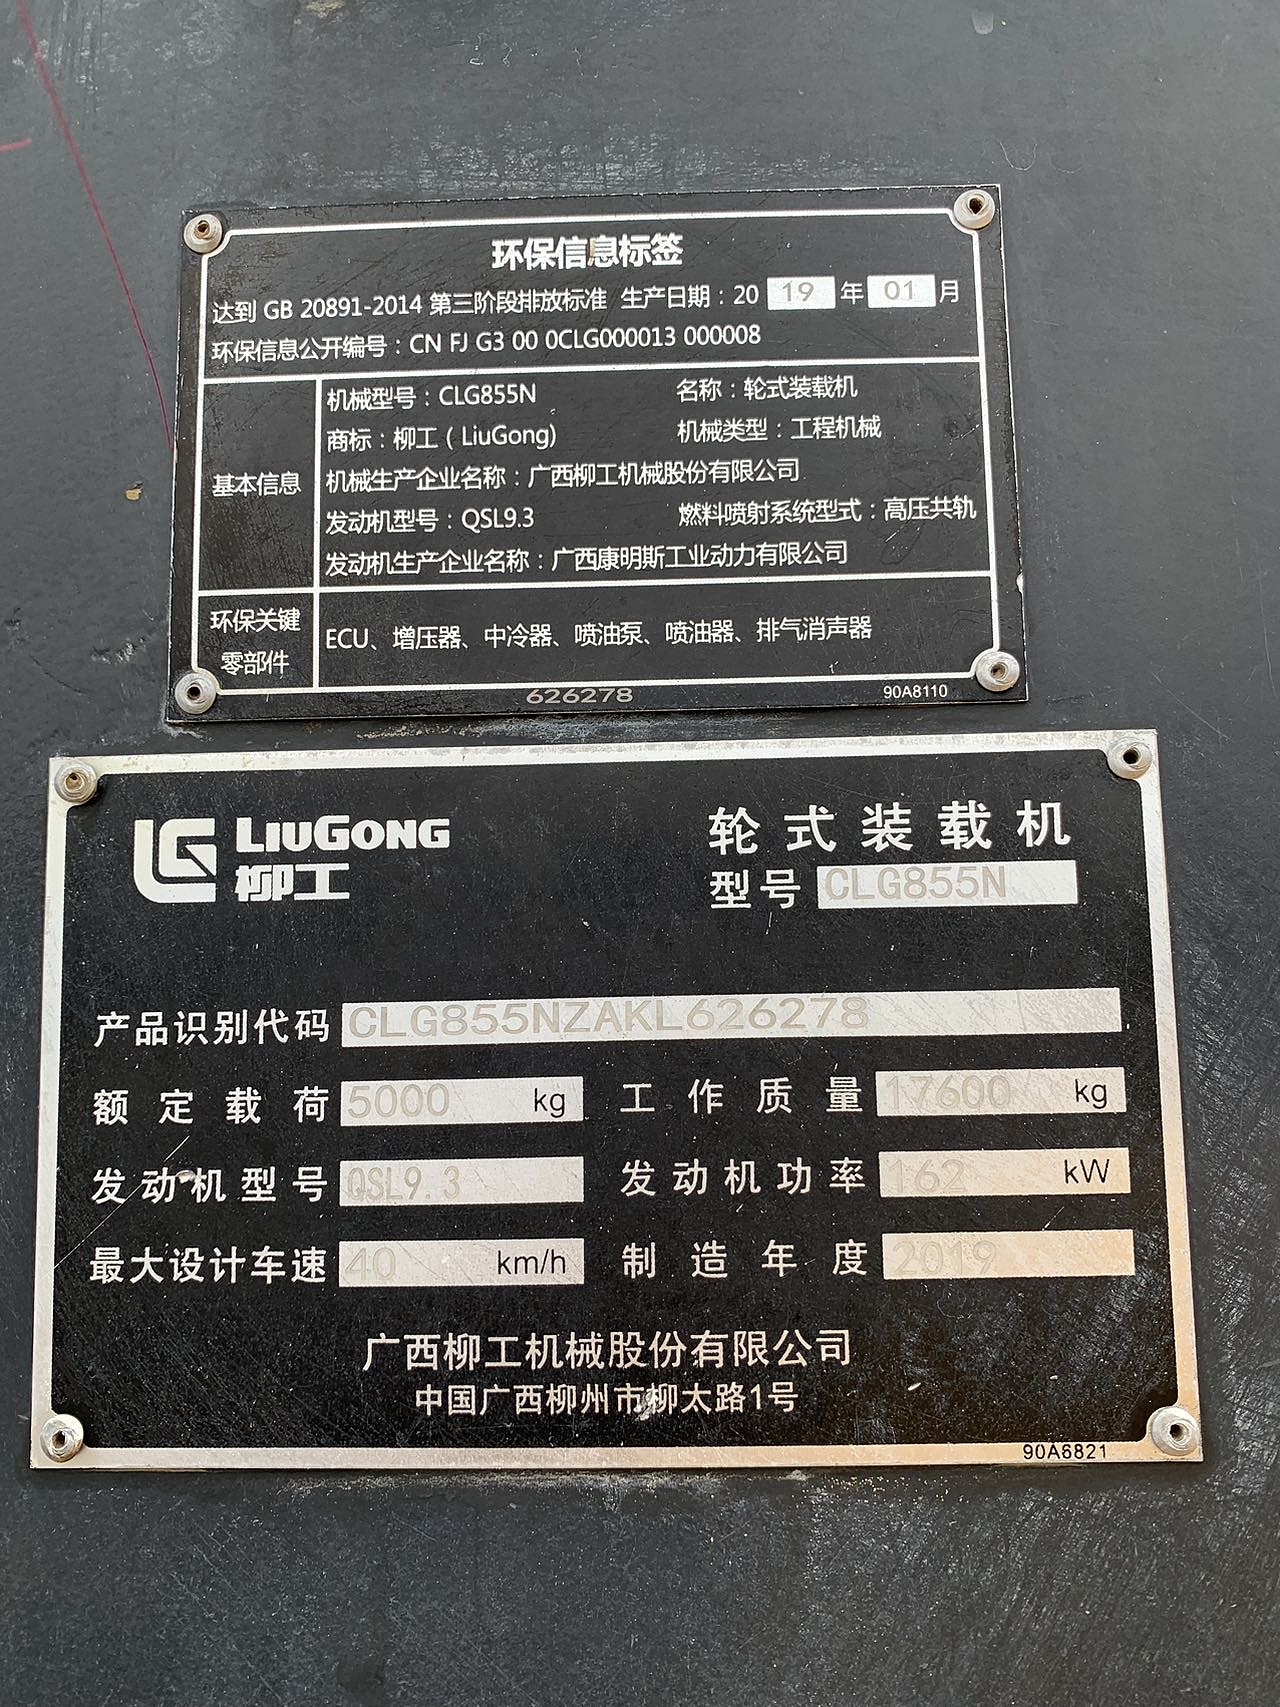 环保信息标签
达到 GB 20891-2014 第三阶段排放标准 生产日期：20 19 年 01 月
环保信息公开编号：CN FJ G3 00 0CLG000013 000008
基本信息
机械型号：CLG855N 名称：轮式装载机
商标：柳工（LiuGong) 机械类型：工程机械
机械生产企业名称：广西柳工机械股份有限公司
发动机型号：QSL9.3 燃料喷射系统型式：高压共轨
发动机生产企业名称：广西康明斯工业动力有限公司
环保关键
零部件
ECU、增压器、中冷器、喷油泵、喷油器、排气消声器
626278 90A8110
LG LIUGONG
柳工
轮式装载机
型号 CLG855N
产品识别代码 CLG855NZAKL626278
额定载荷 5000 kg 工作质量 17600 kg
发动机型号 QSL9.3 发动机功率 162 kW
最大设计车速 40 km/h 制造年度 2019
广西柳工机械股份有限公司
中国广西柳州市柳太路1号
90A6821